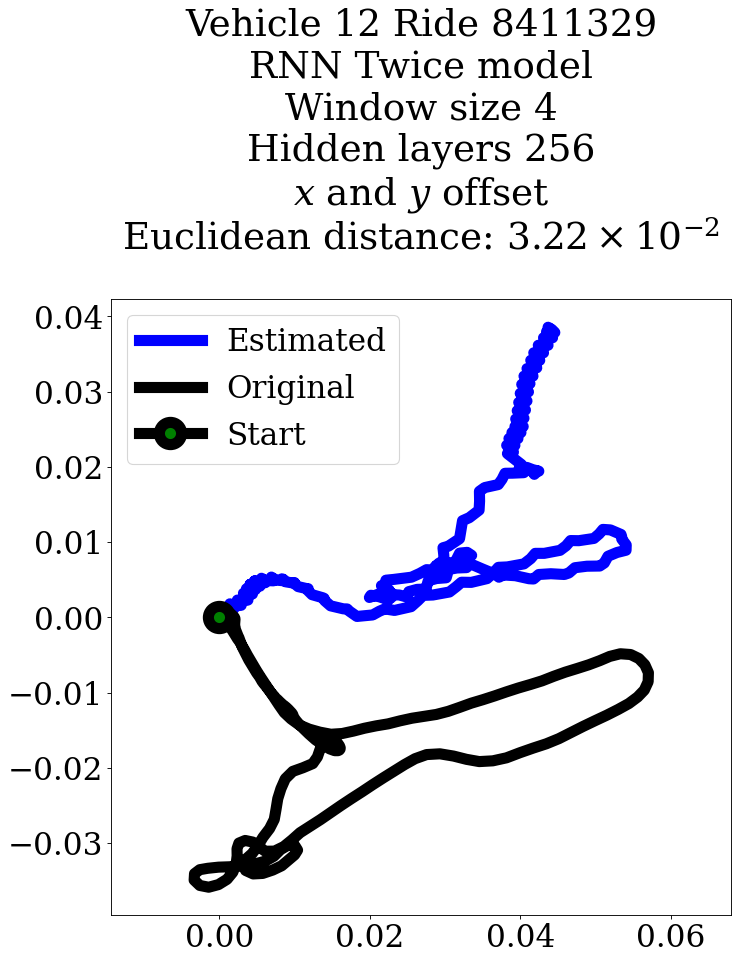 Vehicle 12 Ride 8411329
RNN Twice model
Window size 4
Hidden layers 256
x and y offset
Euclidean distance: 3.22 × 10⁻²
Estimated
Original
Start
0.04
0.03
0.02
0.01
0.00
−0.01
−0.02
−0.03
0.00 0.02 0.04 0.06